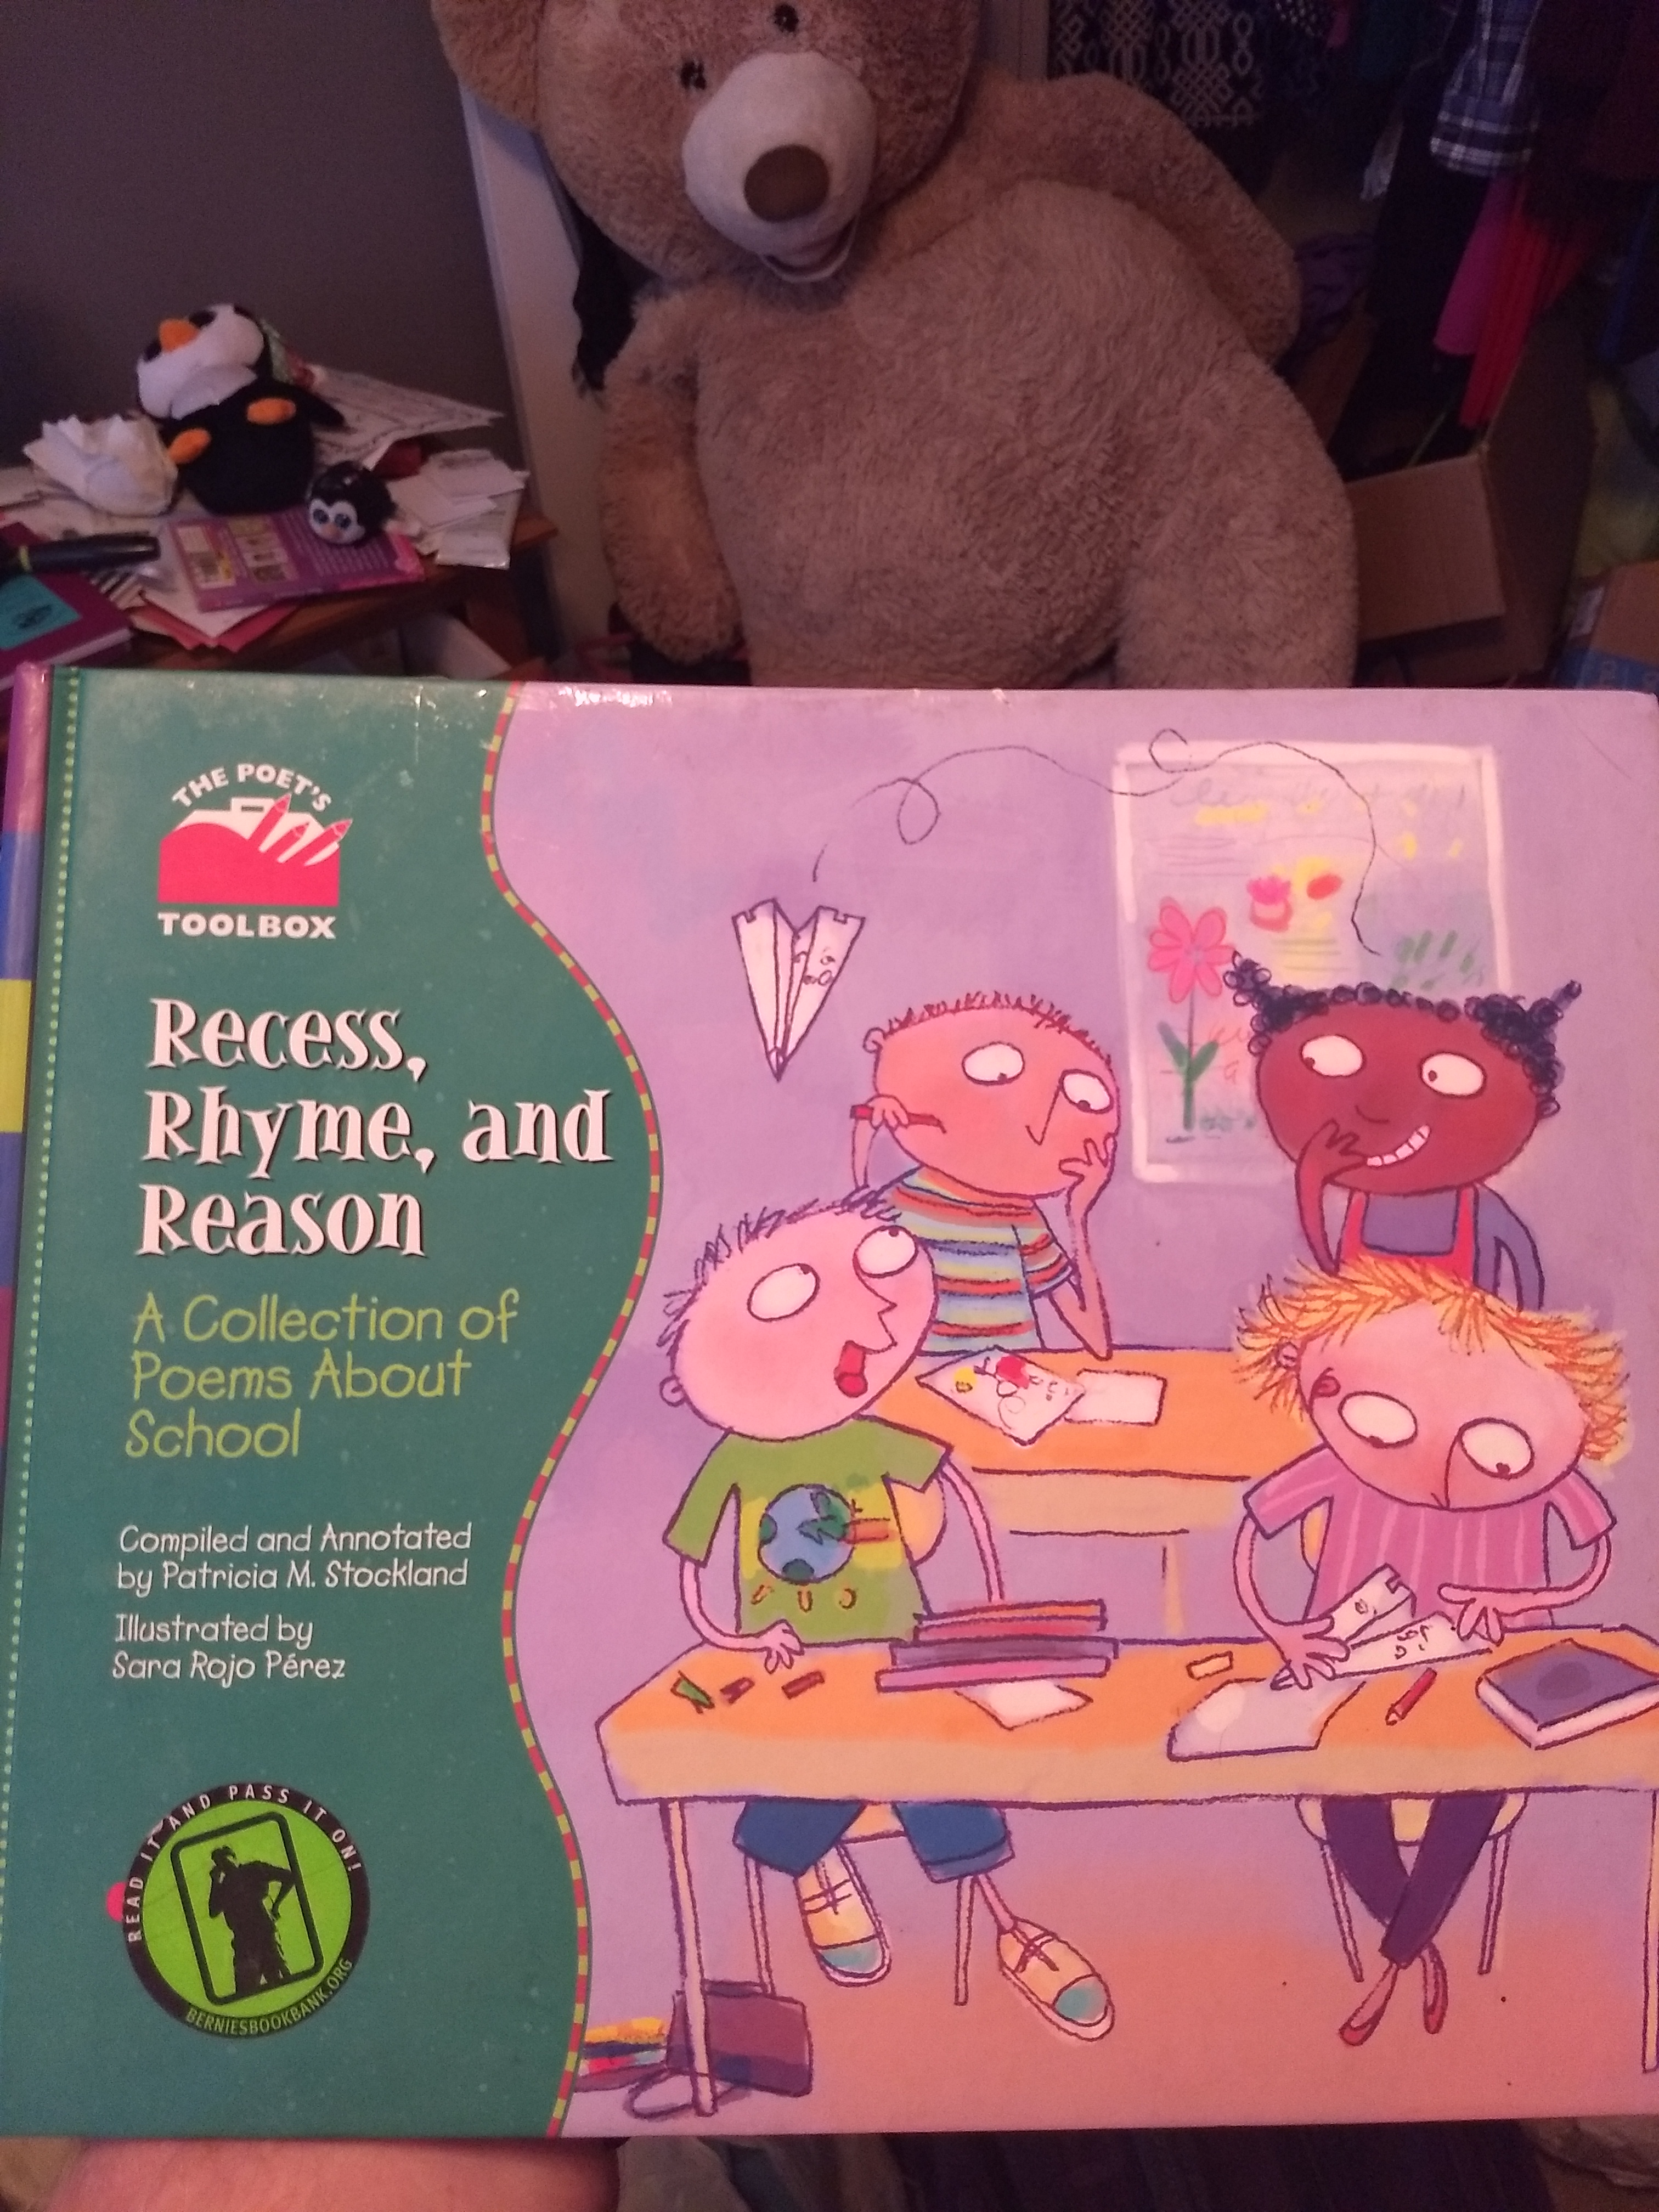 THE POET'S
TOOLBOX
Recess,
Rhyme, and
Reason
A Collection of
Poems About
School
Compiled and Annotated
by Patricia M. Stockland
Illustrated by
Sara Rojo Pérez
READ IT AND PASS IT ON!
BERNIESBOOKBANK.ORG